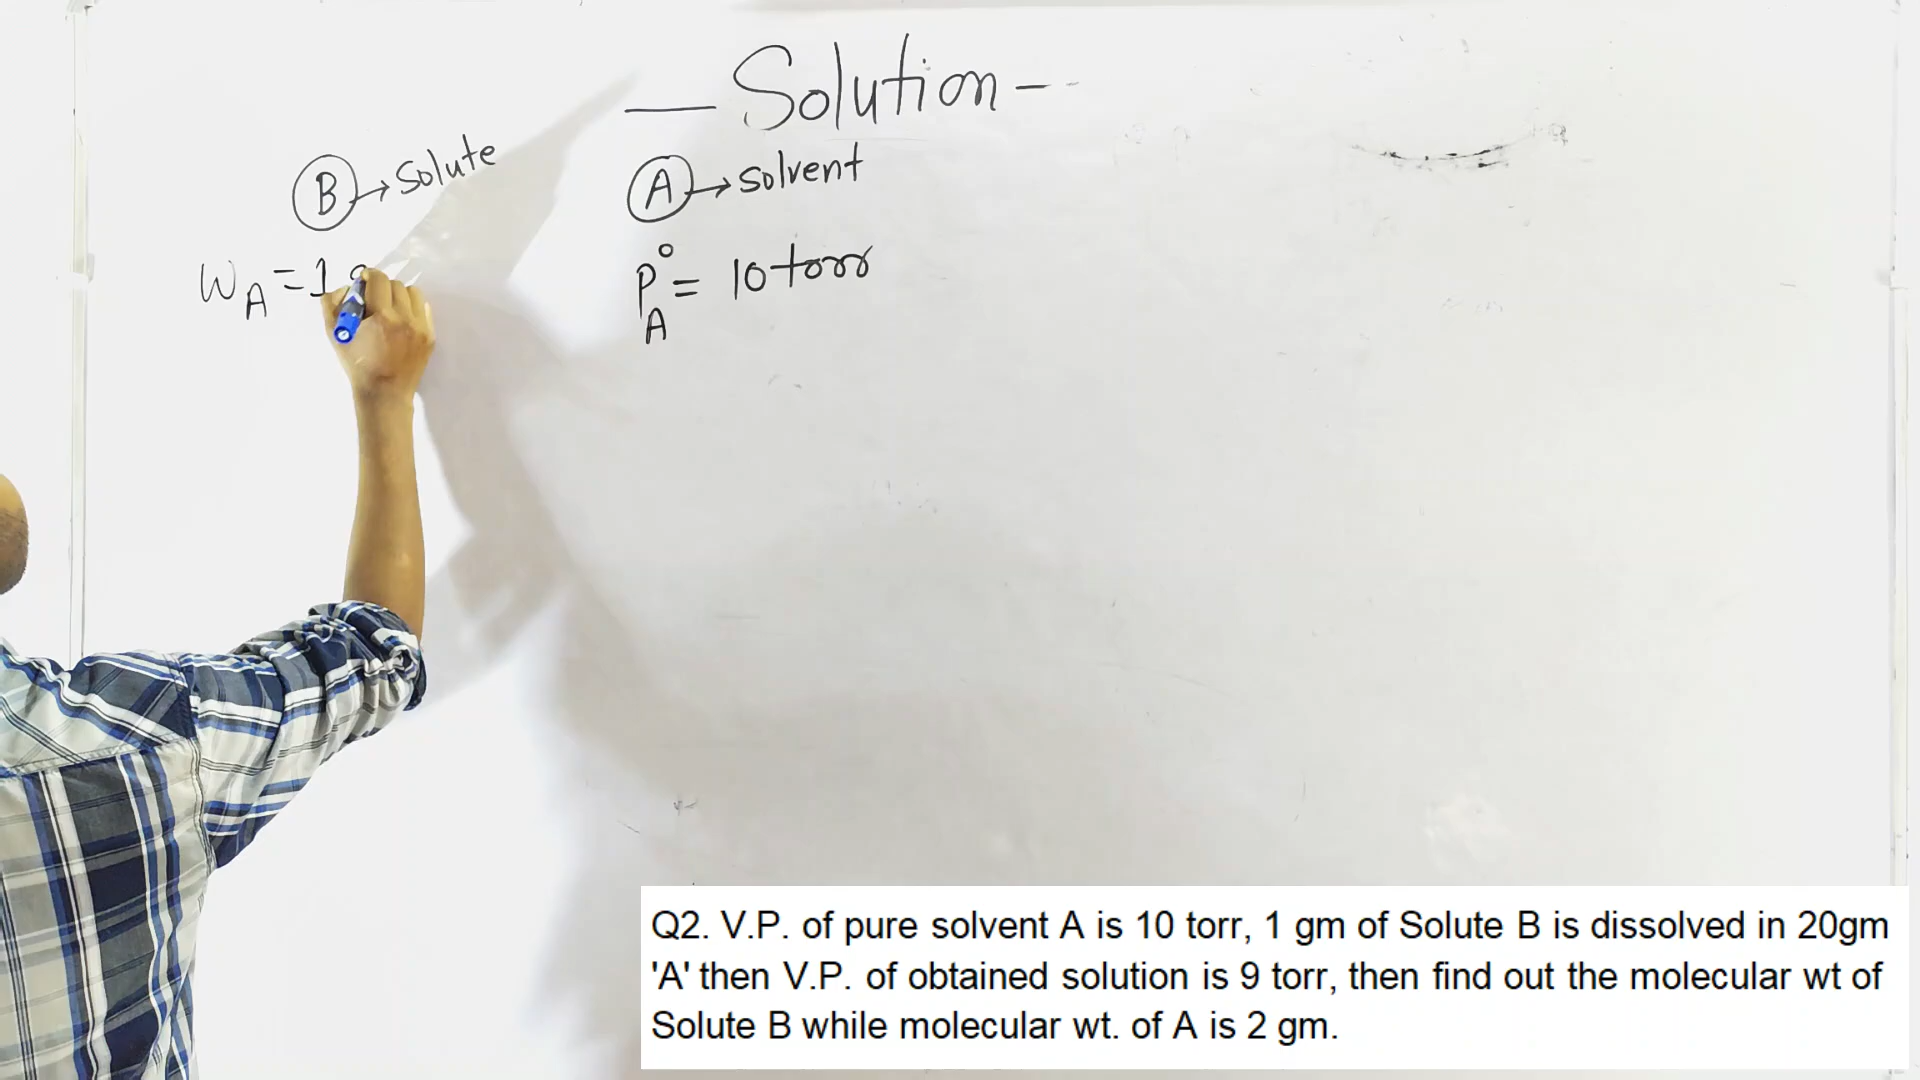 — Solution -
B → Solute
A → solvent
W_A = 1 g
P°_A = 10 torr
Q2. V.P. of pure solvent A is 10 torr, 1 gm of Solute B is dissolved in 20gm
'A' then V.P. of obtained solution is 9 torr, then find out the molecular wt of
Solute B while molecular wt. of A is 2 gm.